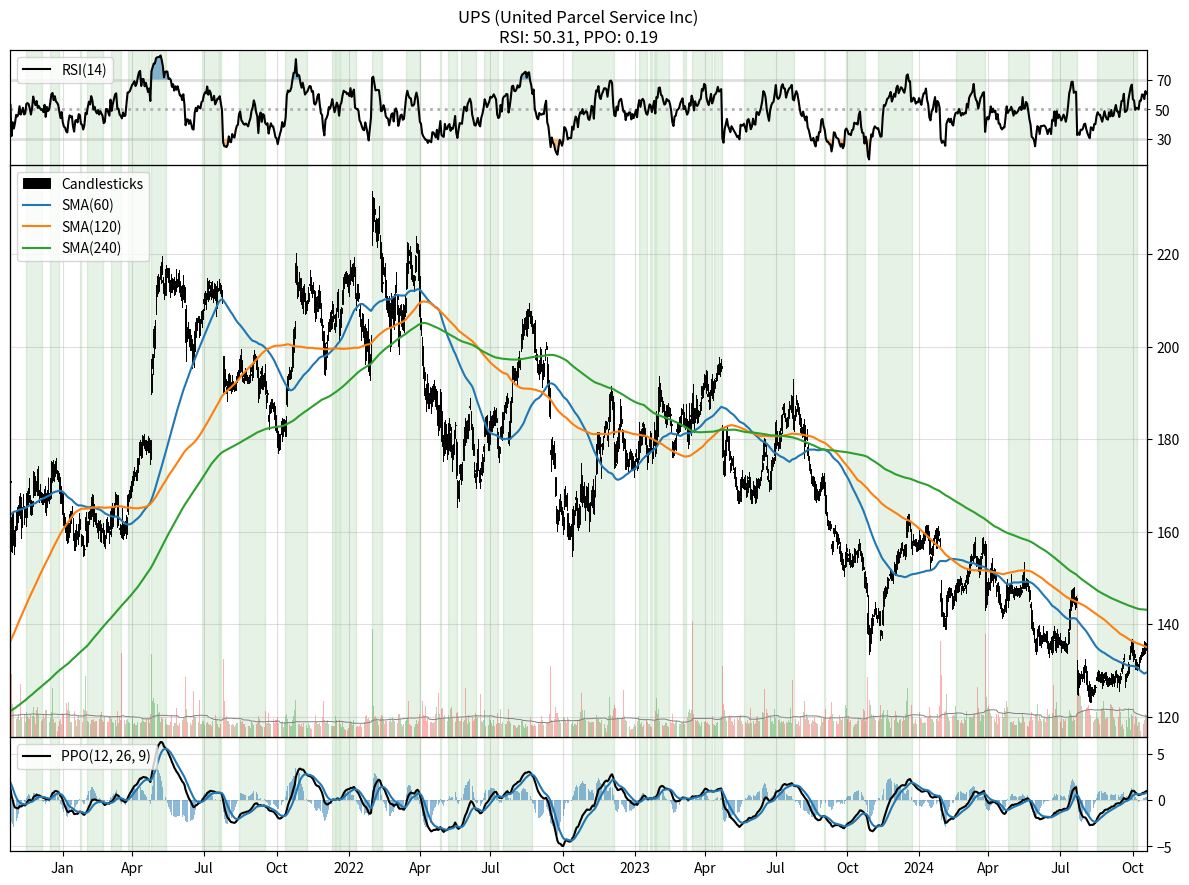 UPS (United Parcel Service Inc)
RSI: 50.31, PPO: 0.19
RSI(14)
70
50
30
Candlesticks
SMA(60)
SMA(120)
SMA(240)
220
200
180
160
140
120
PPO(12, 26, 9)
5
0
−5
Jan Apr Jul Oct 2022 Apr Jul Oct 2023 Apr Jul Oct 2024 Apr Jul Oct